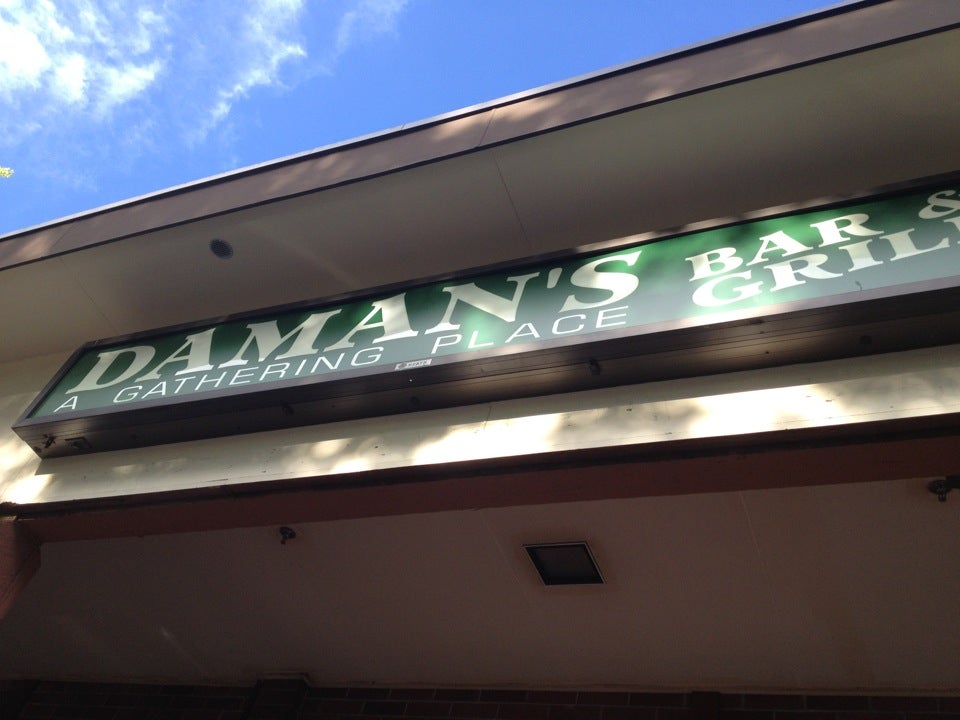 DAMAN'S BAR &
GRILL
A GATHERING PLACE